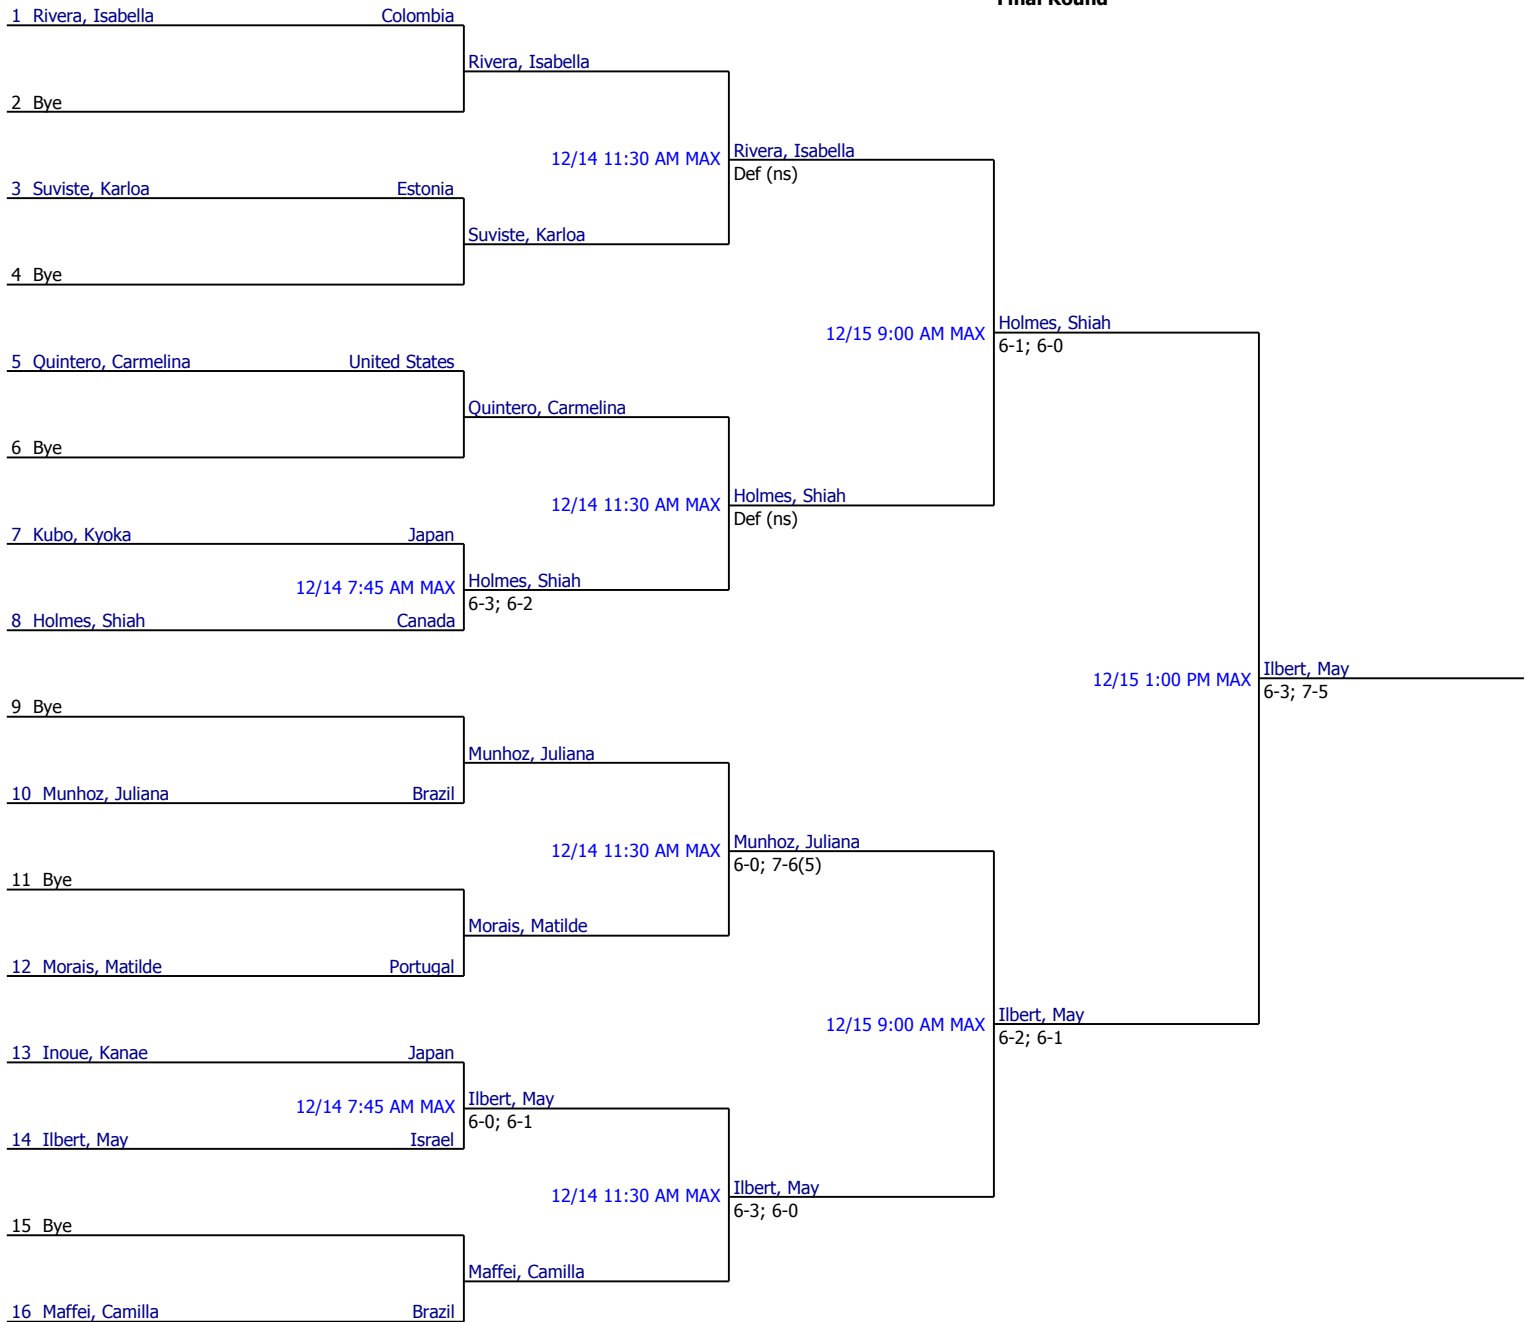 Final Round
1 Rivera, Isabella Colombia
Rivera, Isabella
2 Bye
12/14 11:30 AM MAX Rivera, Isabella
Def (ns)
3 Suviste, Karloa Estonia
Suviste, Karloa
4 Bye
12/15 9:00 AM MAX Holmes, Shiah
6-1; 6-0
5 Quintero, Carmelina United States
Quintero, Carmelina
6 Bye
12/14 11:30 AM MAX Holmes, Shiah
Def (ns)
7 Kubo, Kyoka Japan
12/14 7:45 AM MAX Holmes, Shiah
6-3; 6-2
8 Holmes, Shiah Canada
12/15 1:00 PM MAX Ilbert, May
6-3; 7-5
9 Bye
Munhoz, Juliana
10 Munhoz, Juliana Brazil
12/14 11:30 AM MAX Munhoz, Juliana
6-0; 7-6(5)
11 Bye
Morais, Matilde
12 Morais, Matilde Portugal
12/15 9:00 AM MAX Ilbert, May
6-2; 6-1
13 Inoue, Kanae Japan
12/14 7:45 AM MAX Ilbert, May
6-0; 6-1
14 Ilbert, May Israel
12/14 11:30 AM MAX Ilbert, May
6-3; 6-0
15 Bye
Maffei, Camilla
16 Maffei, Camilla Brazil